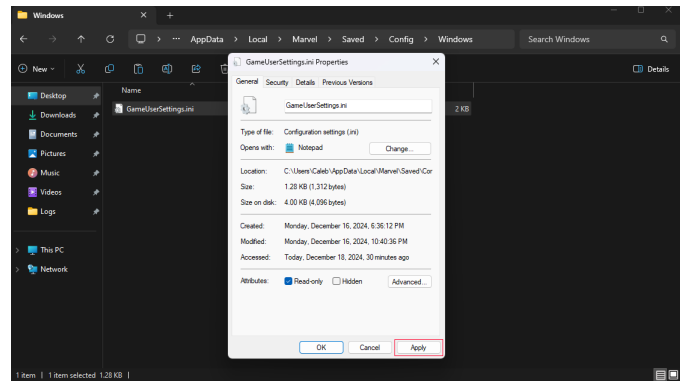 Windows
AppData > Local > Marvel > Saved > Config > Windows
Search Windows
New
Details
Desktop
Downloads
Documents
Pictures
Music
Videos
Logs
This PC
Network
Name
GameUserSettings.ini
2 KB
GameUserSettings.ini Properties
General Security Details Previous Versions
GameUserSettings.ini
Type of file: Configuration settings (.ini)
Opens with: Notepad Change...
Location: C:\Users\Caleb\AppData\Local\Marvel\Saved\Cor
Size: 1.28 KB (1,312 bytes)
Size on disk: 4.00 KB (4,096 bytes)
Created: Monday, December 16, 2024, 6:36:12 PM
Modified: Monday, December 16, 2024, 10:40:36 PM
Accessed: Today, December 18, 2024, 30 minutes ago
Attributes: Read-only Hidden Advanced...
OK Cancel Apply
1 item | 1 item selected 1.28 KB |